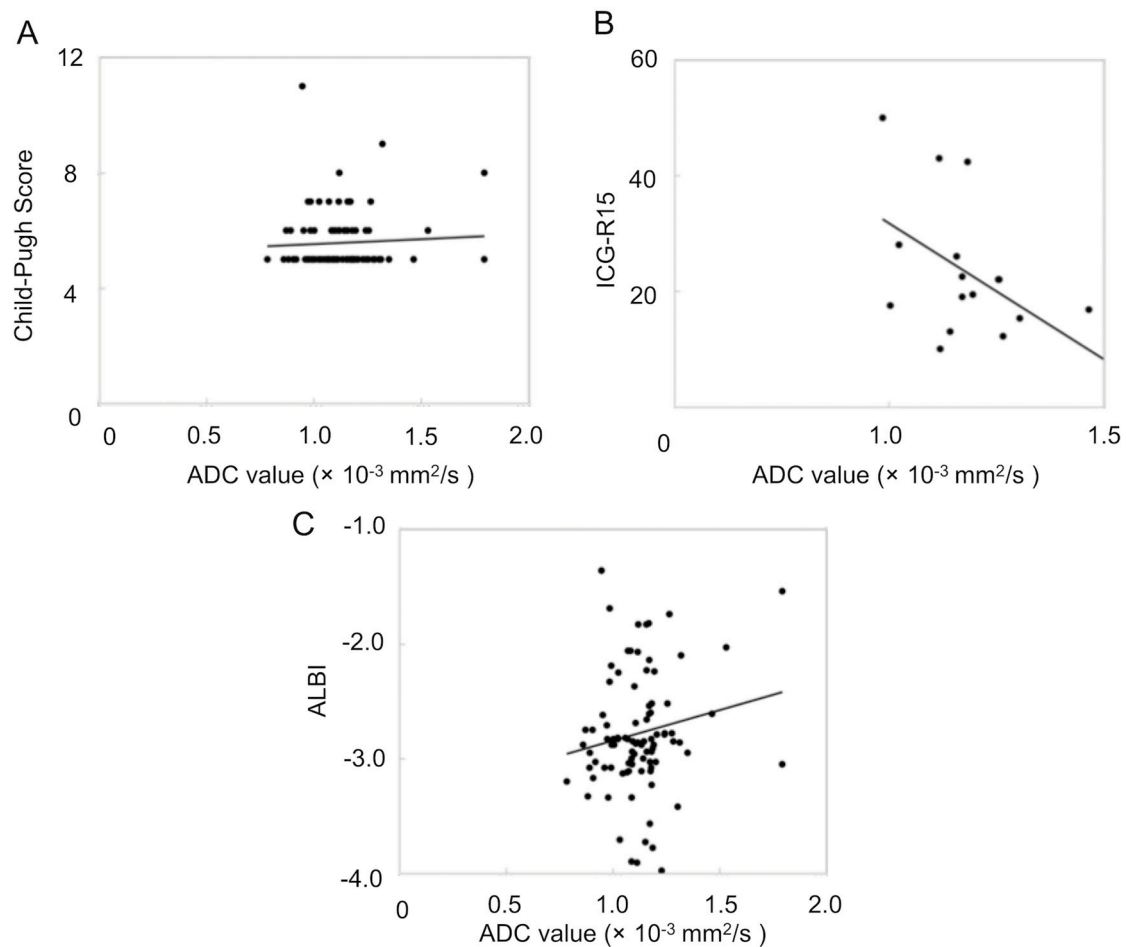 A
12
8
4
0
Child-Pugh Score
0 0.5 1.0 1.5 2.0
ADC value (× 10⁻³ mm²/s )
B
60
40
20
0
ICG-R15
1.0 1.5
ADC value (× 10⁻³ mm²/s )
C
-1.0
-2.0
-3.0
-4.0
ALBI
0 0.5 1.0 1.5 2.0
ADC value (× 10⁻³ mm²/s )